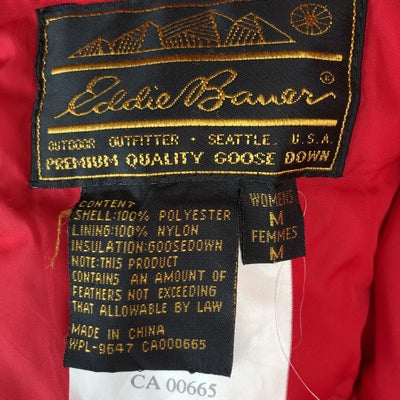 Eddie Bauer®
OUTDOOR OUTFITTER • SEATTLE, U.S.A.
PREMIUM QUALITY GOOSE DOWN
WOMENS
M
FEMMES
M
CONTENT
SHELL:100% POLYESTER
LINING:100% NYLON
INSULATION:GOOSEDOWN
NOTE:THIS PRODUCT
CONTAINS AN AMOUNT OF
FEATHERS NOT EXCEEDING
THAT ALLOWABLE BY LAW
MADE IN CHINA
WPL-9647 CA000665
CA 00665